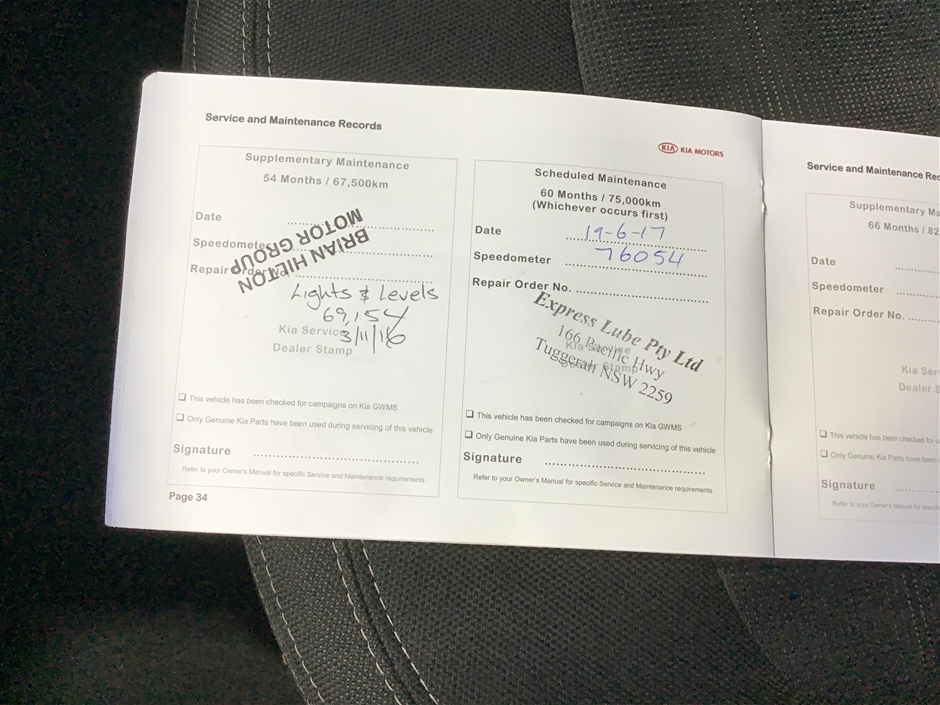 Service and Maintenance Records
KIA KIA MOTORS
Supplementary Maintenance
54 Months / 67,500km
Date
Speedometer
Repair Order No.
BRIAN HILTON
MOTOR GROUP
Lights & Levels
69,154
3/11/16
Kia Service
Dealer Stamp
❑ This vehicle has been checked for campaigns on Kia GWMS
❑ Only Genuine Kia Parts have been used during servicing of this vehicle
Signature
Refer to your Owner's Manual for specific Service and Maintenance requirements
Page 34
Scheduled Maintenance
60 Months / 75,000km
(Whichever occurs first)
Date 19-6-17
Speedometer 76054
Repair Order No.
Express Lube Pty Ltd
166 Pacific Hwy
Tuggerah NSW 2259
Kia Service
Dealer Stamp
❑ This vehicle has been checked for campaigns on Kia GWMS
❑ Only Genuine Kia Parts have been used during servicing of this vehicle
Signature
Refer to your Owner's Manual for specific Service and Maintenance requirements
Service and Maintenance Rec
Supplementary Ma
66 Months / 82
Date
Speedometer
Repair Order No.
Kia Ser
Dealer S
❑ This vehicle has been checked for c
❑ Only Genuine Kia Parts have been
Signature
Refer to your Owner's Manual for specifi